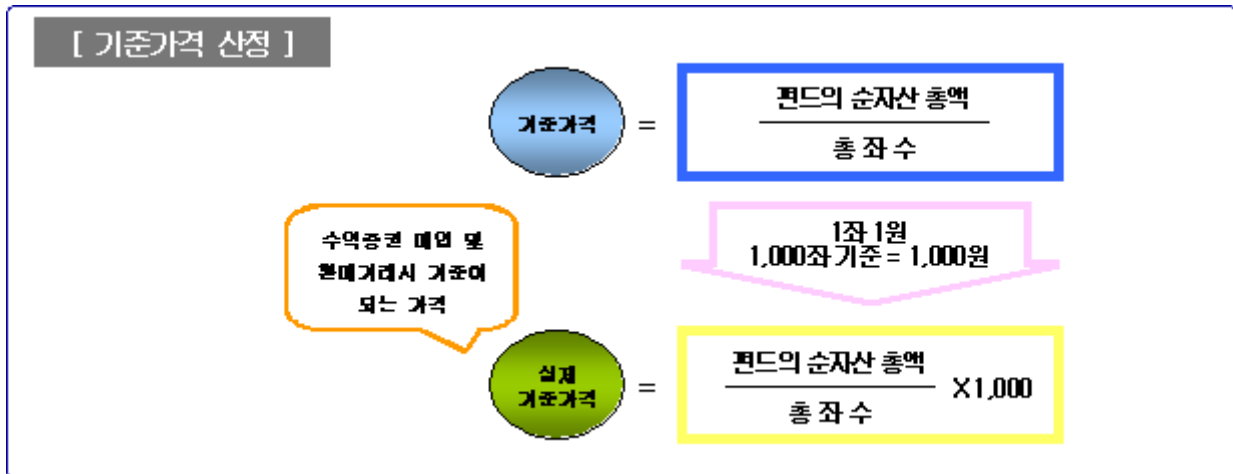 [ 기준가격 산정 ]
기준가격
=
펀드의 순자산 총액
총 좌 수
1좌 1원
1,000좌 기준 = 1,000원
수익증권 매입 및
환매거래시 기준이
되는 가격
실제
기준가격
=
펀드의 순자산 총액
총 좌 수
X1,000